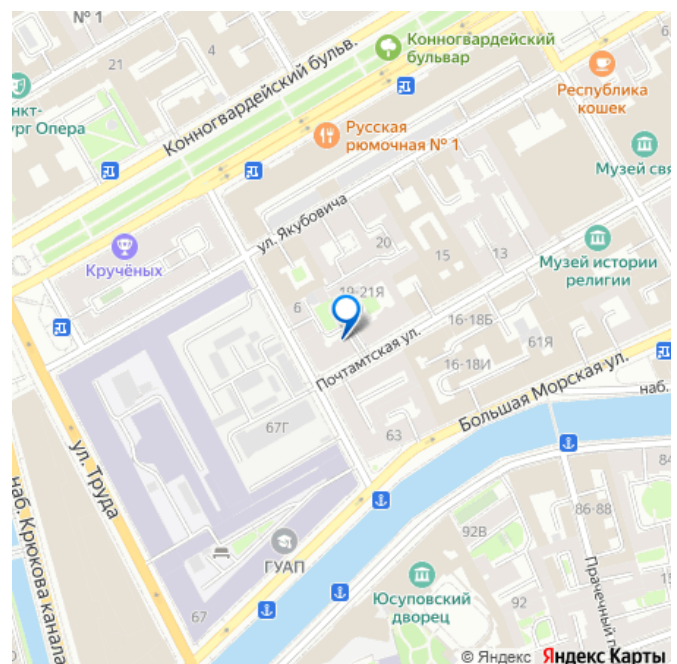 № 1
21
4
Конногвардейский бульв.
Конногвардейский
бульвар
Республика
кошек
нкт-
ург Опера
Русская
рюмочная № 1
Музей свя
ул. Якубовича
20
15
13
Музей истории
религии
Кручёных
19-21Я
6
16-18Б
61Я
Почтамтская ул.
16-18И
Большая Морская ул.
наб.
67Г
63
ул. Труда
наб. Крюкова канала
84
86-88
92В
ГУАП
Юсуповский
дворец
92
Прачечный п
67
© Яндекс Яндекс Карты